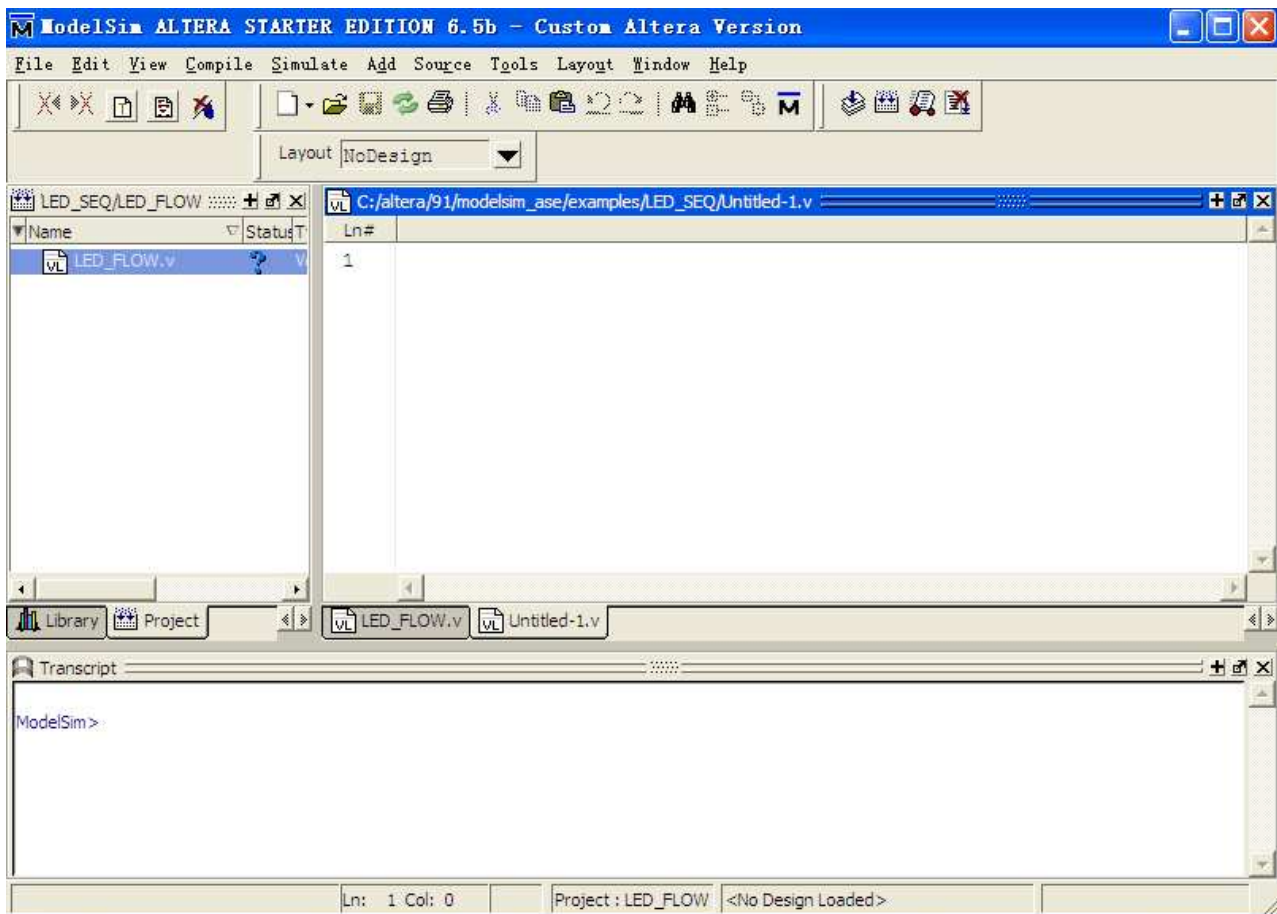 ModelSim ALTERA STARTER EDITION 6.5b - Custom Altera Version
File Edit View Compile Simulate Add Source Tools Layout Window Help
Layout NoDesign
LED_SEQ/LED_FLOW
C:/altera/91/modelsim_ase/examples/LED_SEQ/Untitled-1.v
Name Status T
Ln#
LED_FLOW.v ? V
1
Library Project
LED_FLOW.v Untitled-1.v
Transcript
ModelSim>
Ln: 1 Col: 0 Project : LED_FLOW <No Design Loaded>